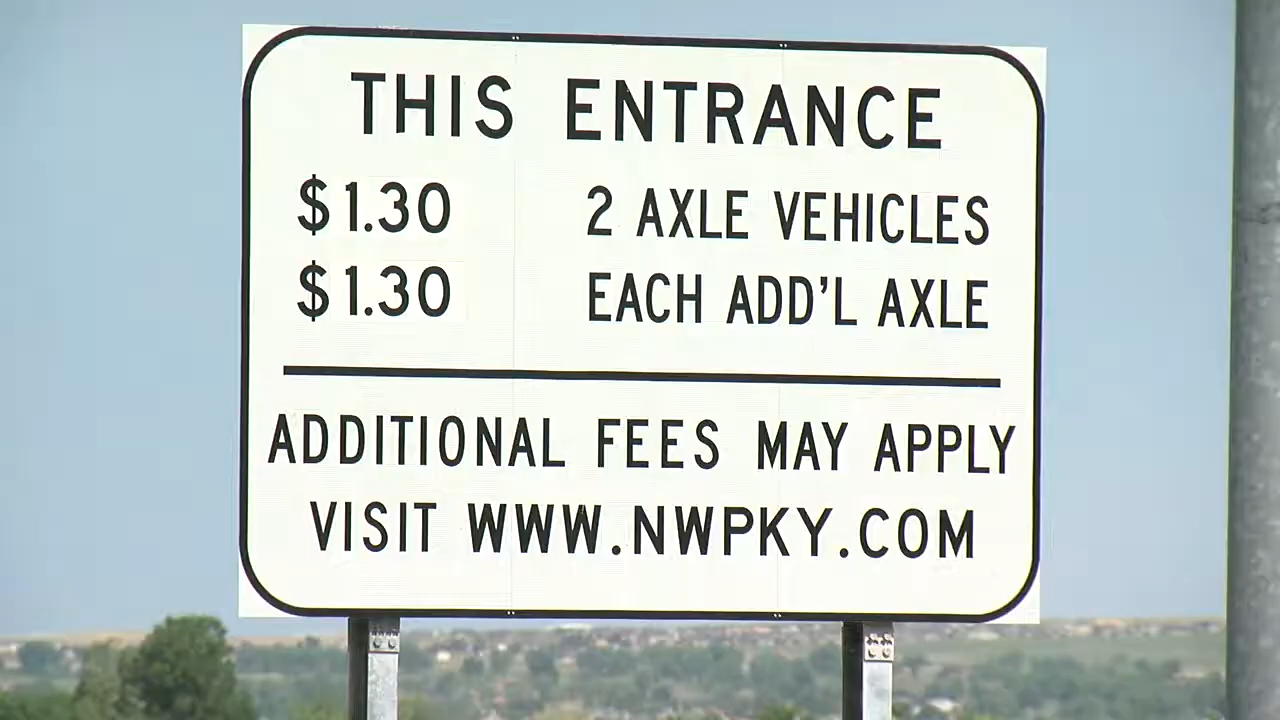 THIS ENTRANCE
$1.30 2 AXLE VEHICLES
$1.30 EACH ADD'L AXLE
ADDITIONAL FEES MAY APPLY
VISIT WWW.NWPKY.COM